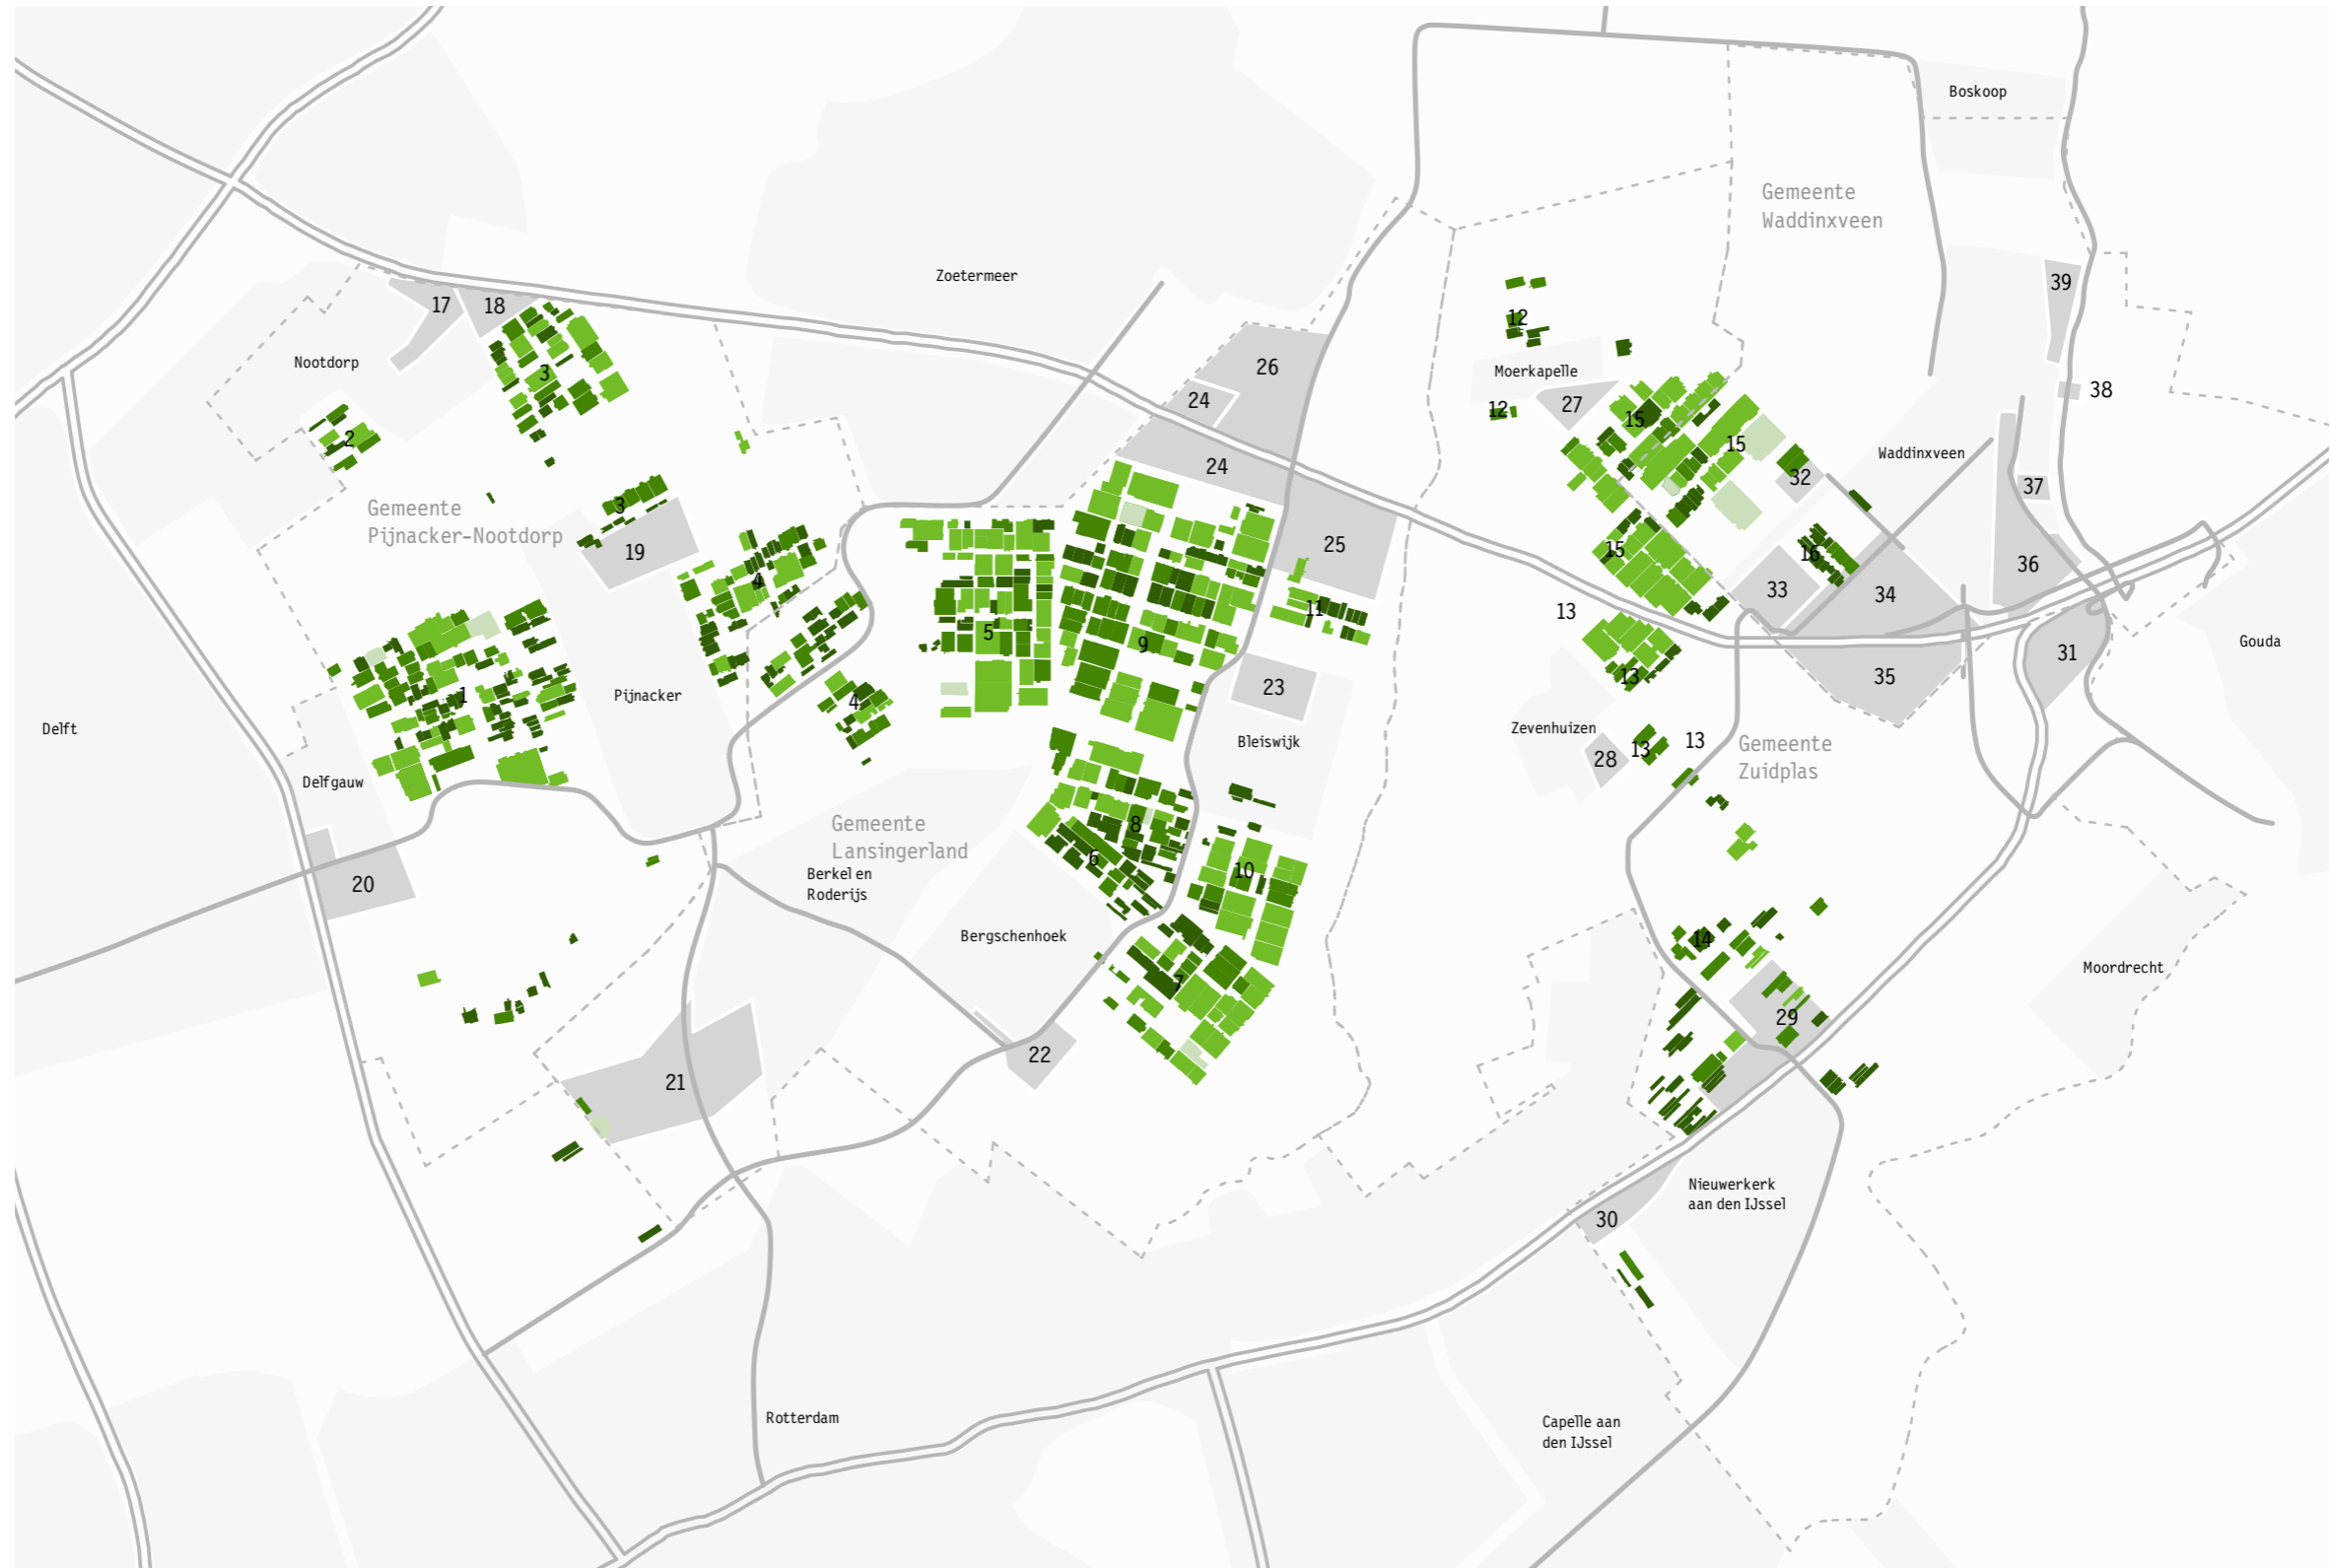 Boskoop
Gemeente
Waddinxveen
Zoetermeer
39
17
18
12
26
Nootdorp
Moerkapelle
3
24
38
12
27
15
2
15
Waddinxveen
24
32
37
3
Gemeente
Pijnacker-Nootdorp
25
19
15
16
36
4
33
34
11
13
5
9
Gouda
31
13
35
23
1
Pijnacker
4
Delft
Zevenhuizen
13
Bleiswijk
13
Gemeente
Zuidplas
28
Delfgauw
8
Gemeente
Lansingerland
6
10
Berkel en
Roderijs
20
Bergschenhoek
14
Moordrecht
7
29
22
21
Nieuwerkerk
aan den IJssel
30
Rotterdam
Capelle aan
den IJssel